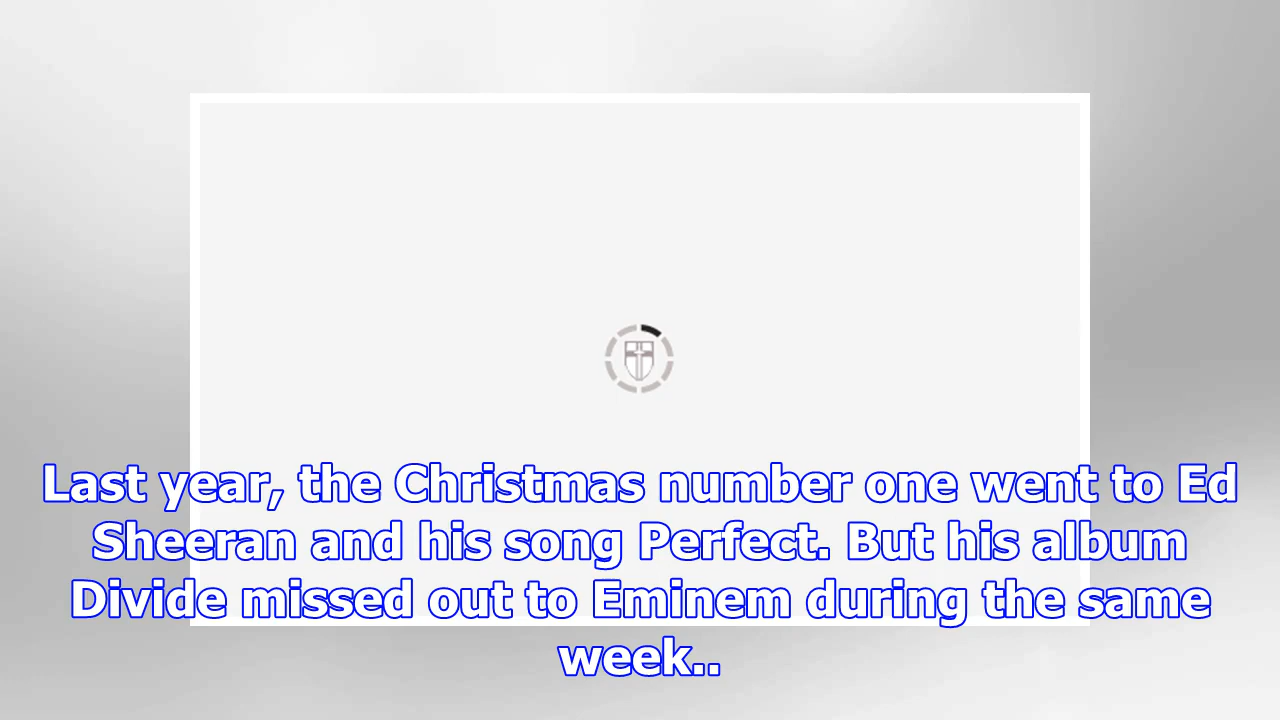 Last year, the Christmas number one went to Ed
Sheeran and his song Perfect. But his album
Divide missed out to Eminem during the same
week..